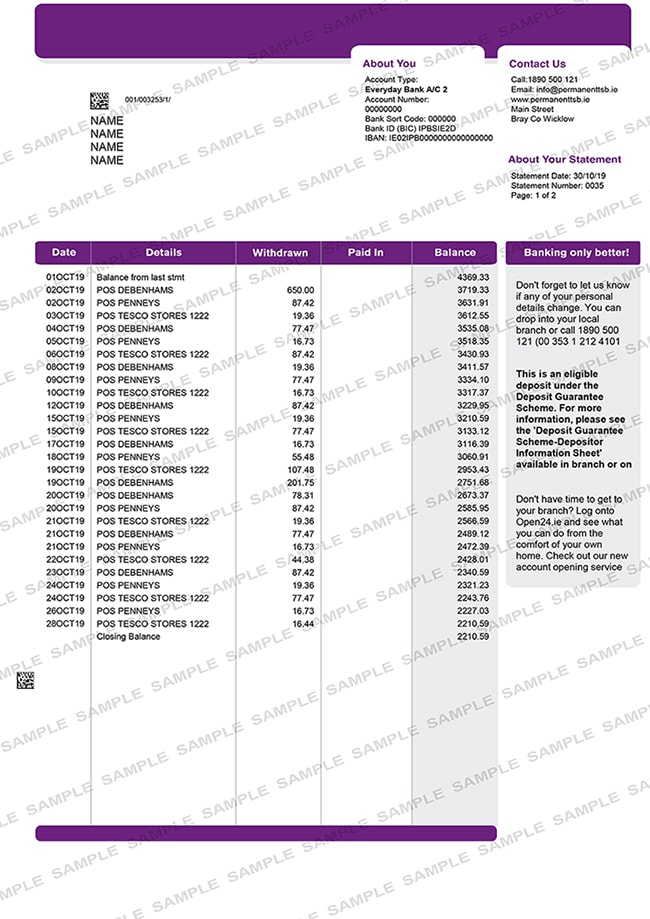 About You
Account Type:
Everyday Bank A/C 2
Account Number:
00000000
Bank Sort Code: 000000
Bank ID (BIC) IPBSIE2D
IBAN: IE02IPB0000000000000000
Contact Us
Call:1890 500 121
Email: info@permanenttsb.ie
www.permanenttsb.ie
Main Street
Bray Co Wicklow
001/003253/1/
NAME
NAME
NAME
NAME
About Your Statement
Statement Date: 30/10/19
Statement Number: 0035
Page: 1 of 2
Date Details Withdrawn Paid In Balance
01OCT19 Balance from last stmt 4369.33
02OCT19 POS DEBENHAMS 650.00 3719.33
02OCT19 POS PENNEYS 87.42 3631.91
03OCT19 POS TESCO STORES 1222 19.36 3612.55
04OCT19 POS DEBENHAMS 77.47 3535.08
05OCT19 POS PENNEYS 16.73 3518.35
06OCT19 POS TESCO STORES 1222 87.42 3430.93
08OCT19 POS DEBENHAMS 19.36 3411.57
09OCT19 POS PENNEYS 77.47 3334.10
10OCT19 POS TESCO STORES 1222 16.73 3317.37
12OCT19 POS DEBENHAMS 87.42 3229.95
15OCT19 POS PENNEYS 19.36 3210.59
15OCT19 POS TESCO STORES 1222 77.47 3133.12
17OCT19 POS DEBENHAMS 16.73 3116.39
18OCT19 POS PENNEYS 55.48 3060.91
19OCT19 POS TESCO STORES 1222 107.48 2953.43
19OCT19 POS DEBENHAMS 201.75 2751.68
20OCT19 POS DEBENHAMS 78.31 2673.37
20OCT19 POS PENNEYS 87.42 2585.95
21OCT19 POS TESCO STORES 1222 19.36 2566.59
21OCT19 POS DEBENHAMS 77.47 2489.12
21OCT19 POS PENNEYS 16.73 2472.39
22OCT19 POS TESCO STORES 1222 44.38 2428.01
23OCT19 POS DEBENHAMS 87.42 2340.59
24OCT19 POS PENNEYS 19.36 2321.23
24OCT19 POS TESCO STORES 1222 77.47 2243.76
26OCT19 POS PENNEYS 16.73 2227.03
28OCT19 POS TESCO STORES 1222 16.44 2210.59
Closing Balance 2210.59
Banking only better!
Don't forget to let us know
if any of your personal
details change. You can
drop into your local
branch or call 1890 500
121 (00 353 1 212 4101
This is an eligible
deposit under the
Deposit Guarantee
Scheme. For more
information, please see
the 'Deposit Guarantee
Scheme-Depositor
Information Sheet'
available in branch or on
Don't have time to get to
your branch? Log onto
Open24.ie and see what
you can do from the
comfort of your own
home. Check out our new
account opening service
SAMPLE SAMPLE SAMPLE SAMPLE SAMPLE SAMPLE